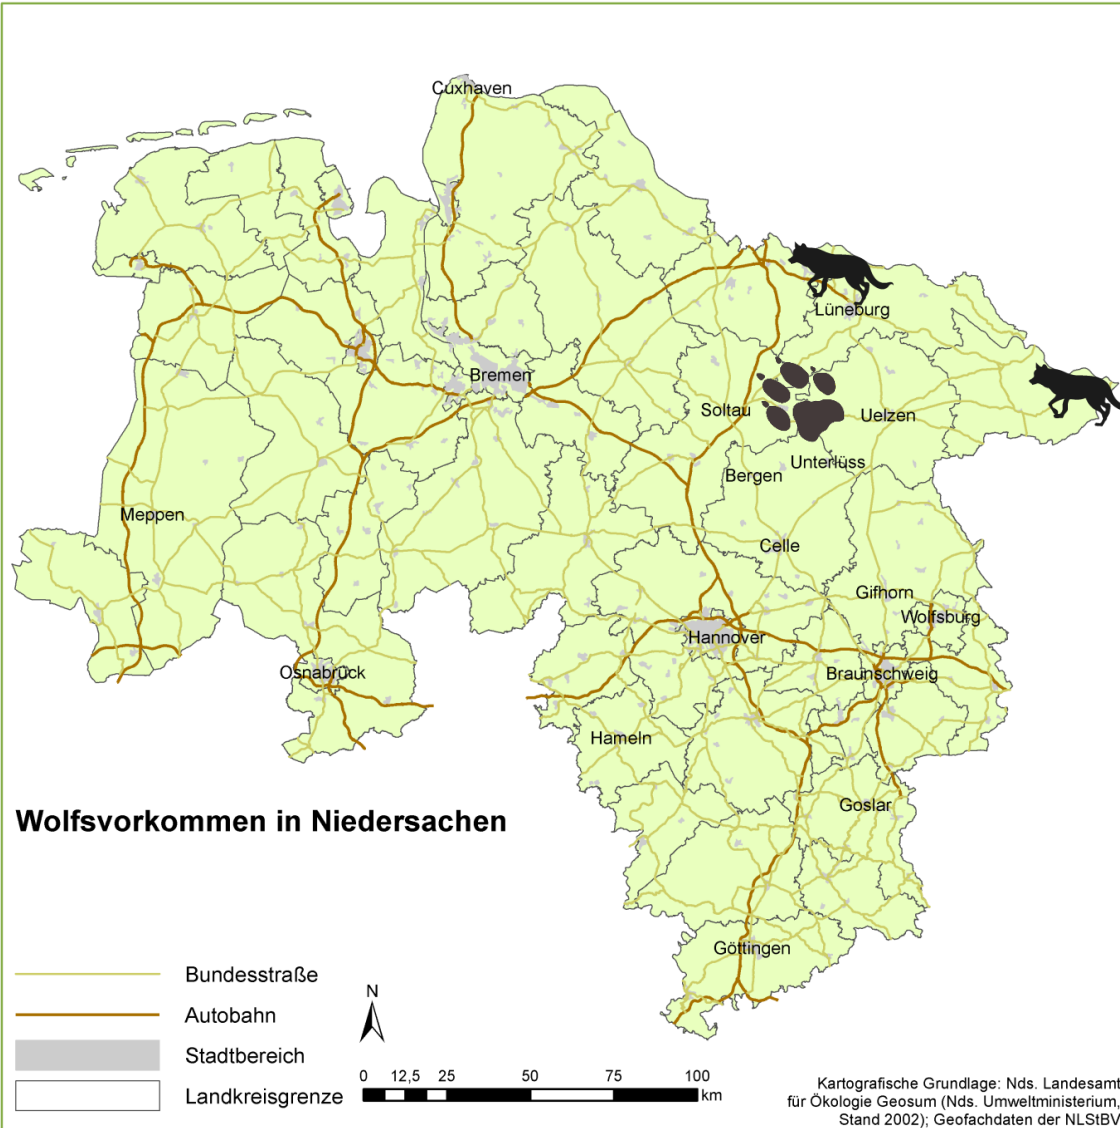 Cuxhaven
Lüneburg
Bremen
Soltau
Uelzen
Unterlüss
Bergen
Meppen
Celle
Gifhorn
Wolfsburg
Hannover
Osnabrück
Braunschweig
Hameln
Goslar
Wolfsvorkommen in Niedersachen
Göttingen
Bundesstraße
Autobahn
Stadtbereich
Landkreisgrenze
N
0 12,5 25 50 75 100
km
Kartografische Grundlage: Nds. Landesamt
für Ökologie Geosum (Nds. Umweltministerium,
Stand 2002); Geofachdaten der NLStBV